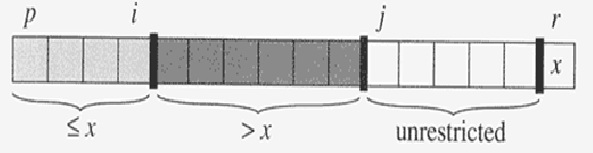 p i j r
x
≤ x > x unrestricted